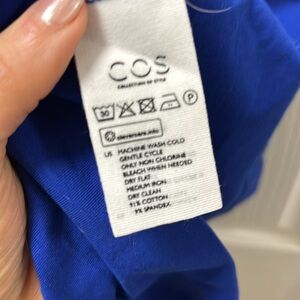 COS
COLLECTION OF STYLE
30 P
clevercare.info
US MACHINE WASH COLD
GENTLE CYCLE
ONLY NON CHLORINE
BLEACH WHEN NEEDED
DRY FLAT
MEDIUM IRON
DRY CLEAN
91% COTTON
9% SPANDEX